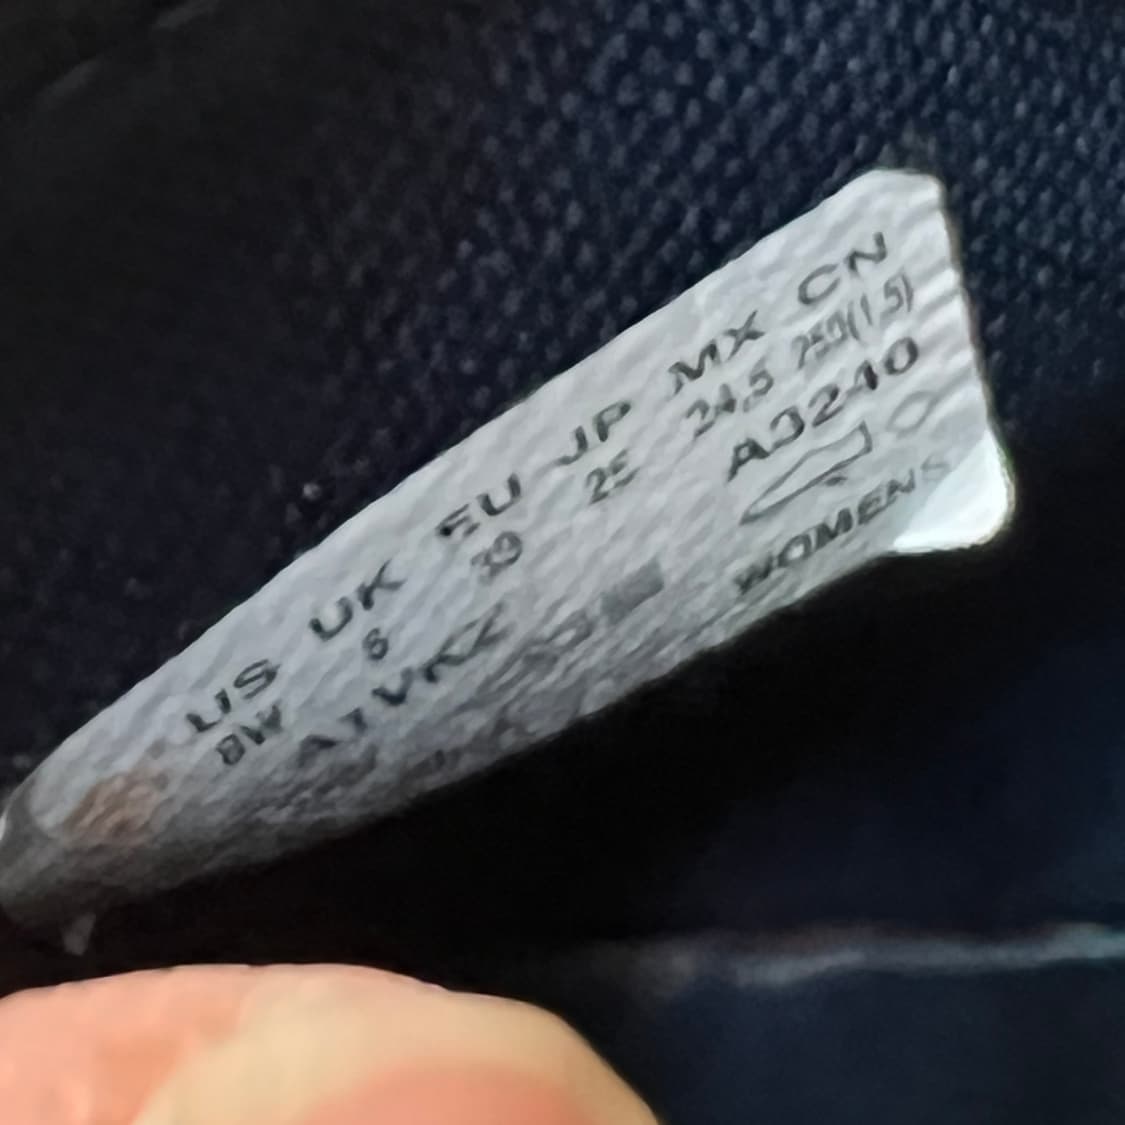 US UK EU JP MX CN
8W 6 39 25 24.5 250(1.5)
A3240
WOMENS